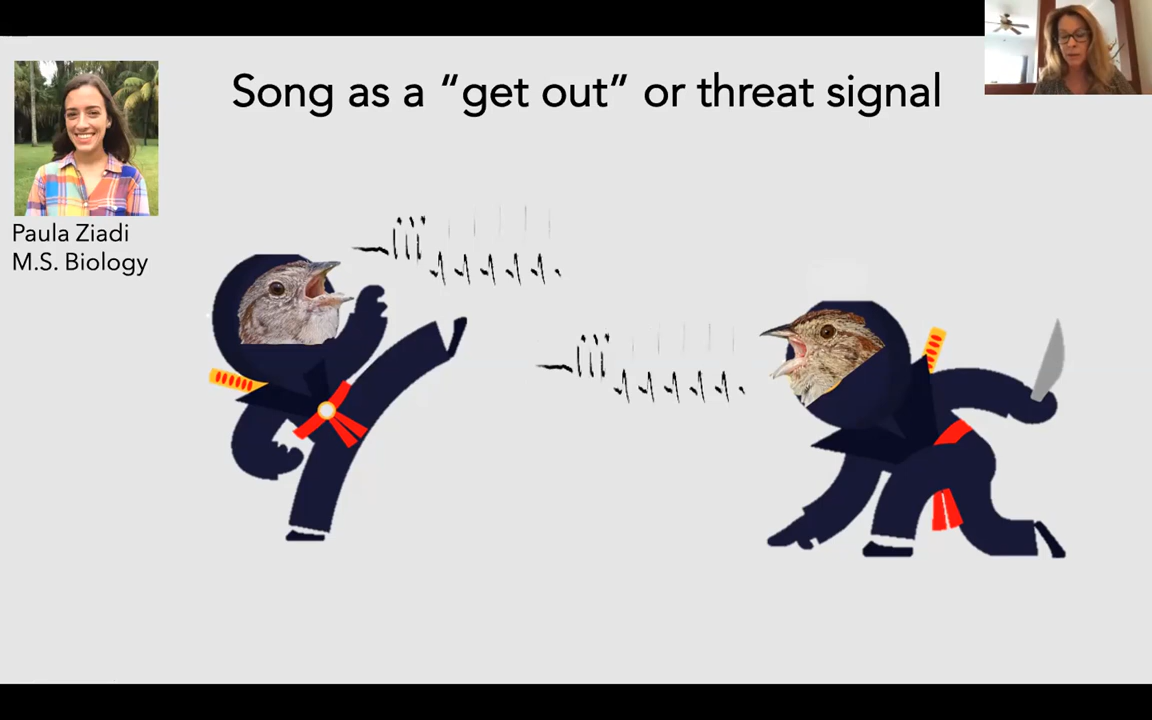 Song as a “get out” or threat signal
Paula Ziadi
M.S. Biology